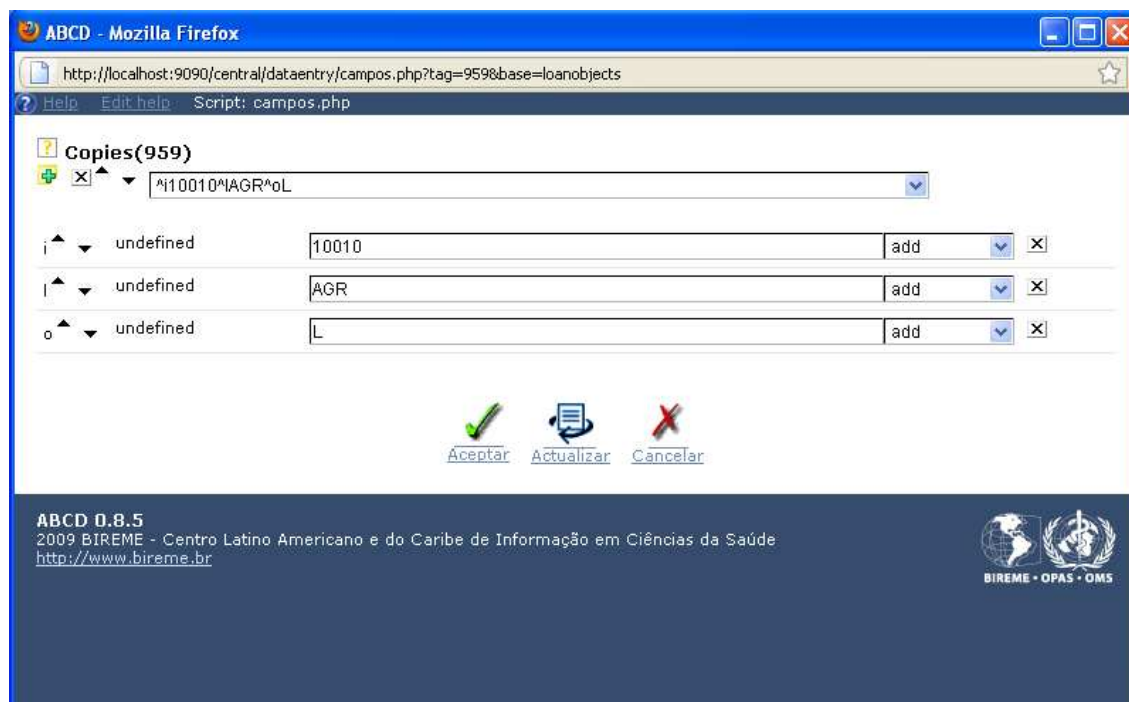 ABCD - Mozilla Firefox
http://localhost:9090/central/dataentry/campos.php?tag=959&base=loanobjects
? Help Edit help Script: campos.php
? Copies(959)
^i10010^lAGR^oL
i undefined 10010 add
l undefined AGR add
o undefined L add
Aceptar Actualizar Cancelar
ABCD 0.8.5
2009 BIREME - Centro Latino Americano e do Caribe de Informação em Ciências da Saúde
http://www.bireme.br
BIREME • OPAS • OMS